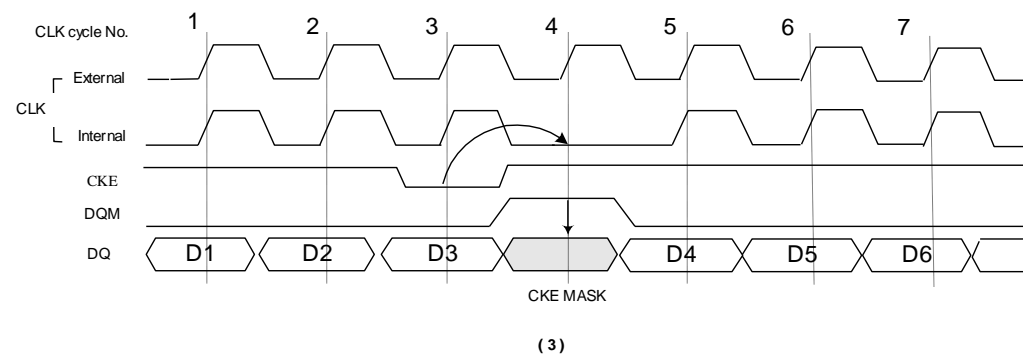 CLK cycle No. 1 2 3 4 5 6 7
External
CLK
Internal
CKE
DQM
DQ D1 D2 D3 D4 D5 D6
CKE MASK
( 3 )